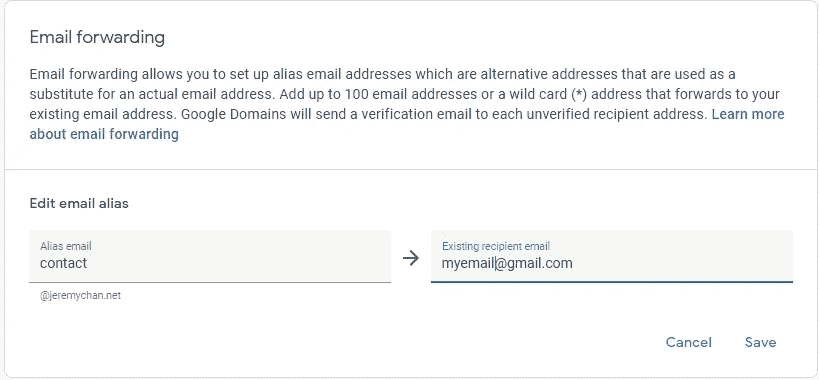 Email forwarding
Email forwarding allows you to set up alias email addresses which are alternative addresses that are used as a
substitute for an actual email address. Add up to 100 email addresses or a wild card (*) address that forwards to your
existing email address. Google Domains will send a verification email to each unverified recipient address. Learn more
about email forwarding
Edit email alias
Alias email
contact
@jeremychan.net
Existing recipient email
myemail@gmail.com
Cancel Save